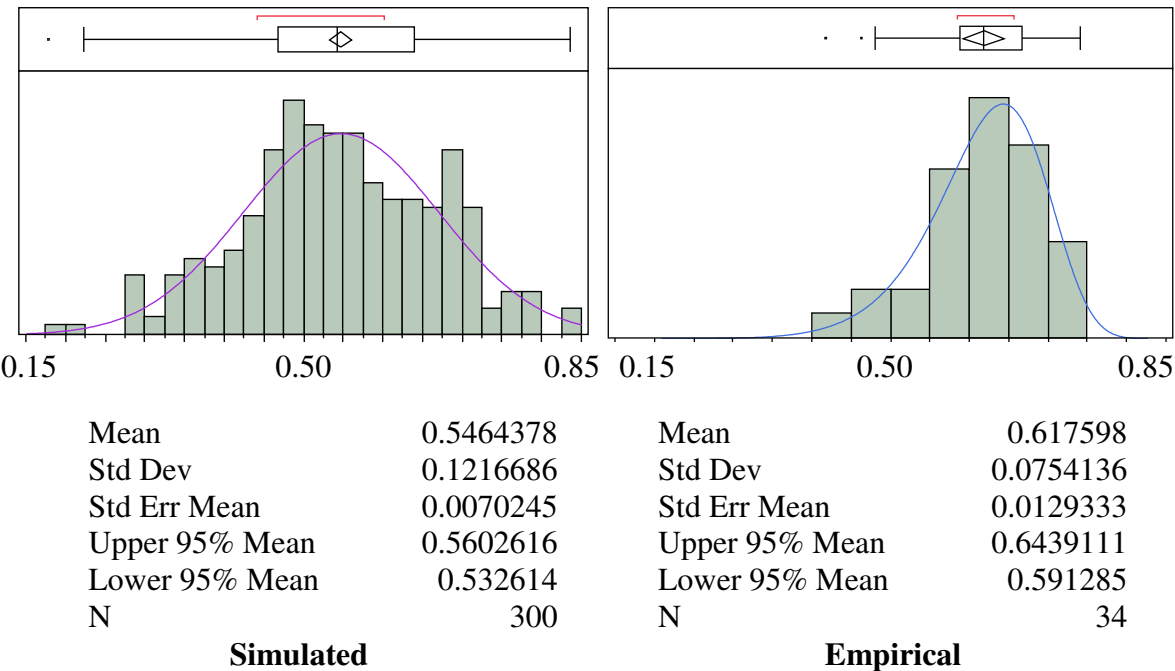 0.15 0.50 0.85 0.15 0.50 0.85
Mean 0.5464378
Std Dev 0.1216686
Std Err Mean 0.0070245
Upper 95% Mean 0.5602616
Lower 95% Mean 0.532614
N 300
Simulated
Mean 0.617598
Std Dev 0.0754136
Std Err Mean 0.0129333
Upper 95% Mean 0.6439111
Lower 95% Mean 0.591285
N 34
Empirical